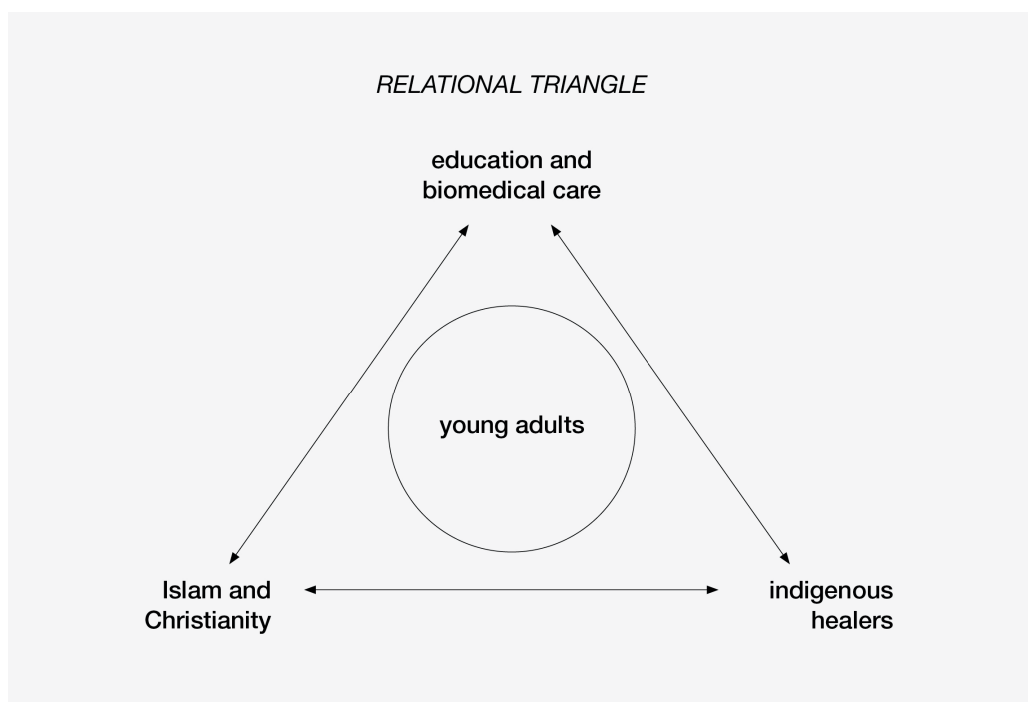 RELATIONAL TRIANGLE
education and
biomedical care
young adults
Islam and
Christianity
indigenous
healers